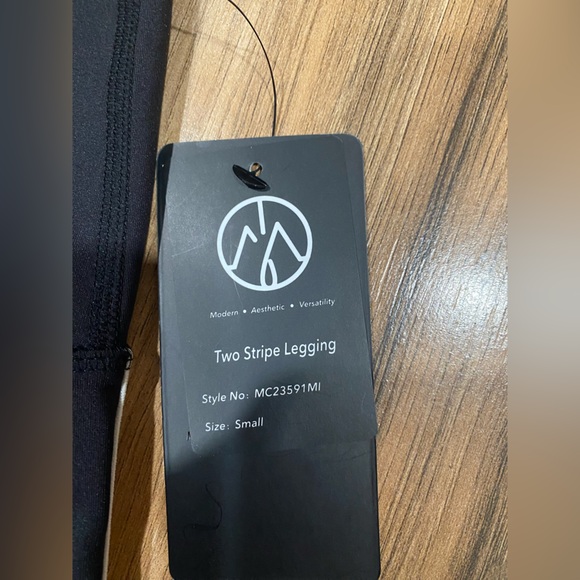 Modern • Aesthetic • Versatility
Two Stripe Legging
Style No: MC23591MI
Size: Small